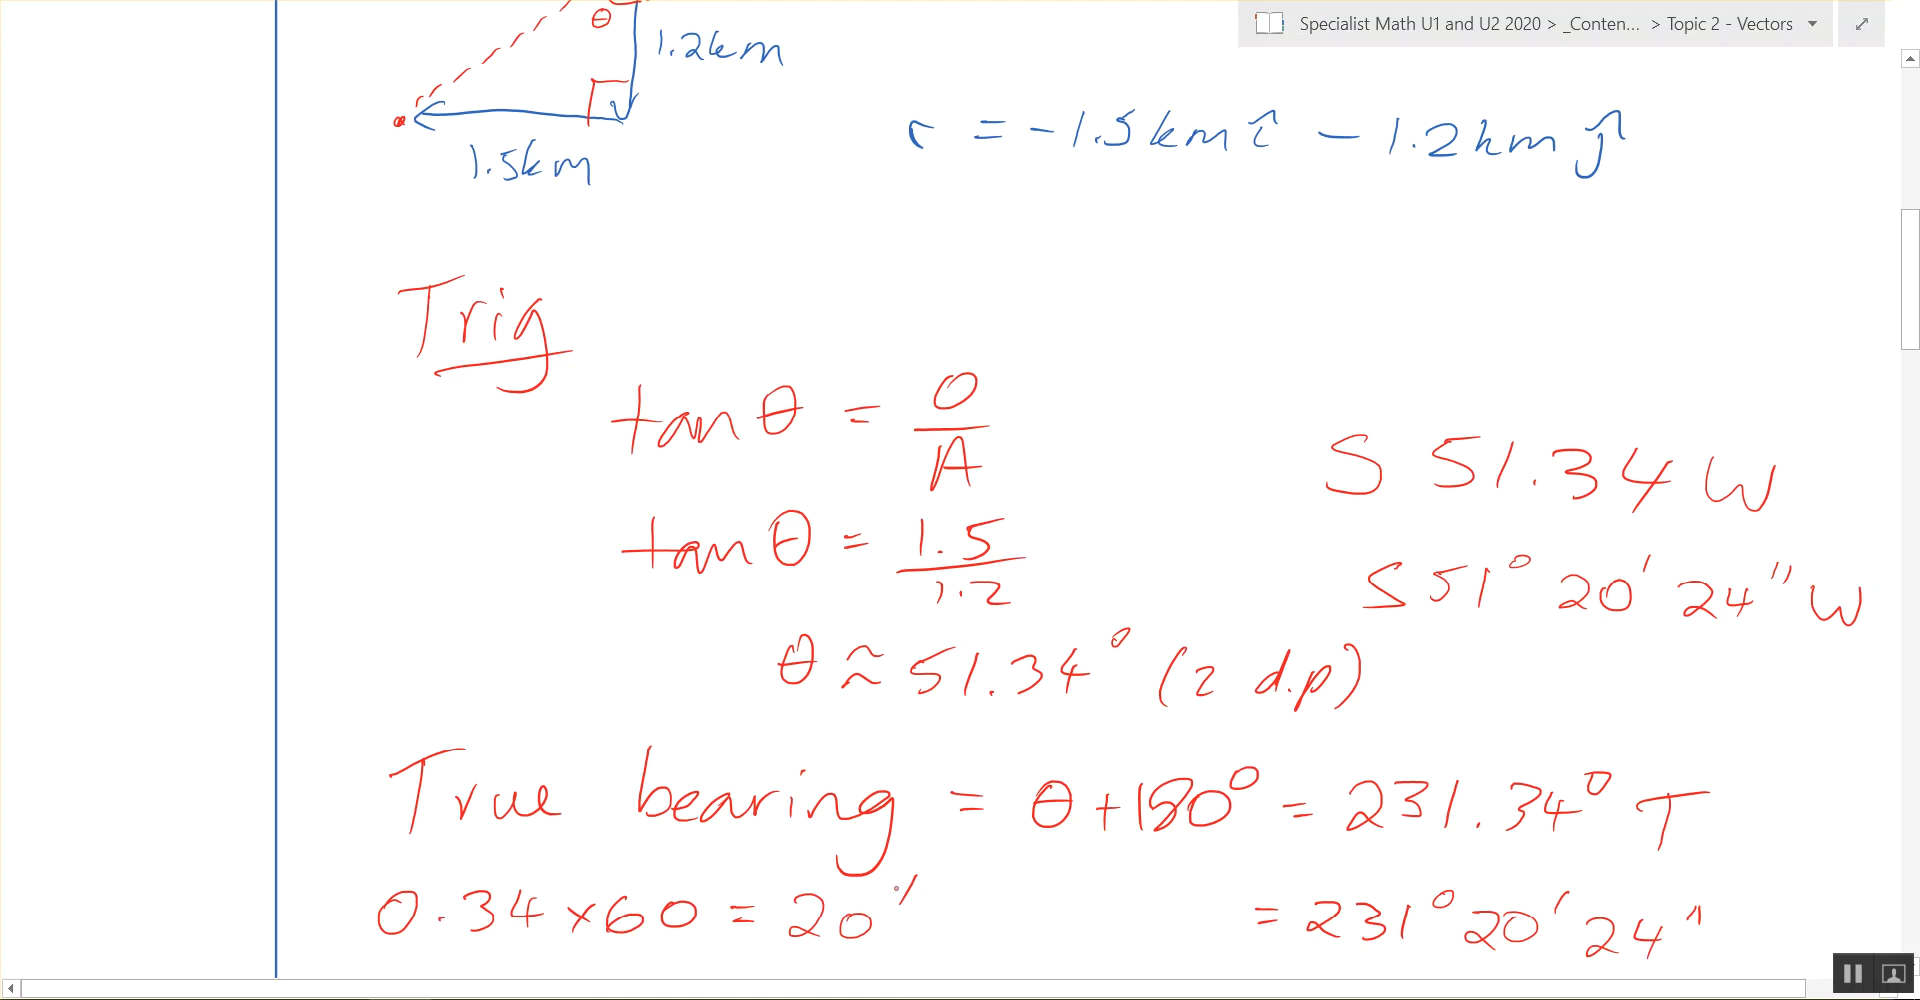 Specialist Math U1 and U2 2020 > _Conten... > Topic 2 - Vectors
θ
1.2km
1.5km
r = -1.5km î - 1.2km ĵ
Trig
tan θ = O/A
S 51.34 W
tan θ = 1.5/1.2
S 51° 20' 24" W
θ ≈ 51.34° (2 d.p)
True bearing = θ + 180° = 231.34° T
0.34 × 60 = 20'
= 231° 20' 24"